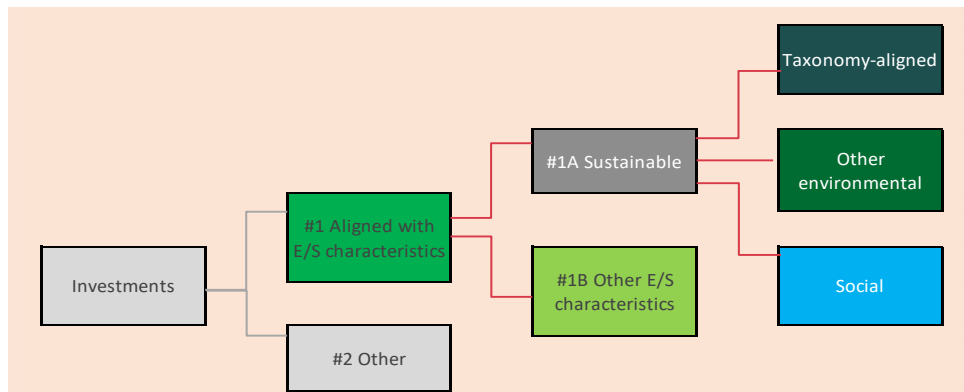 Taxonomy-aligned
#1A Sustainable
Other
environmental
#1 Aligned with
E/S characteristics
Investments
#1B Other E/S
characteristics
Social
#2 Other